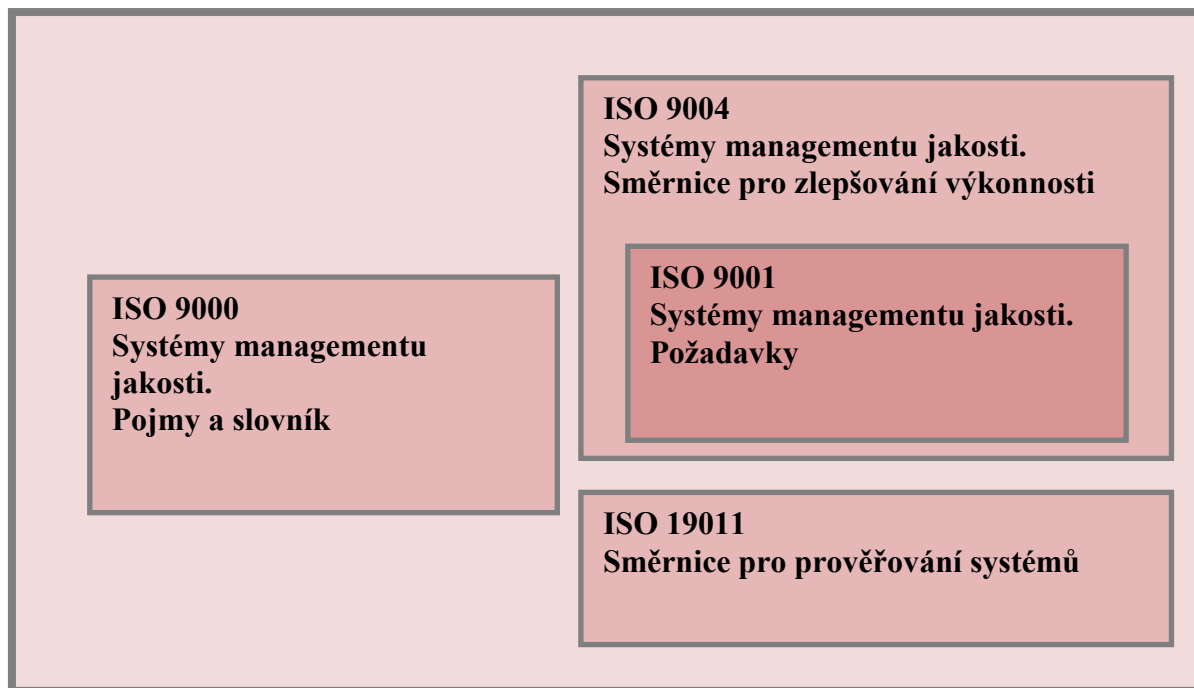 ISO 9004
Systémy managementu jakosti.
Směrnice pro zlepšování výkonnosti
ISO 9001
Systémy managementu jakosti.
Požadavky
ISO 9000
Systémy managementu
jakosti.
Pojmy a slovník
ISO 19011
Směrnice pro prověřování systémů